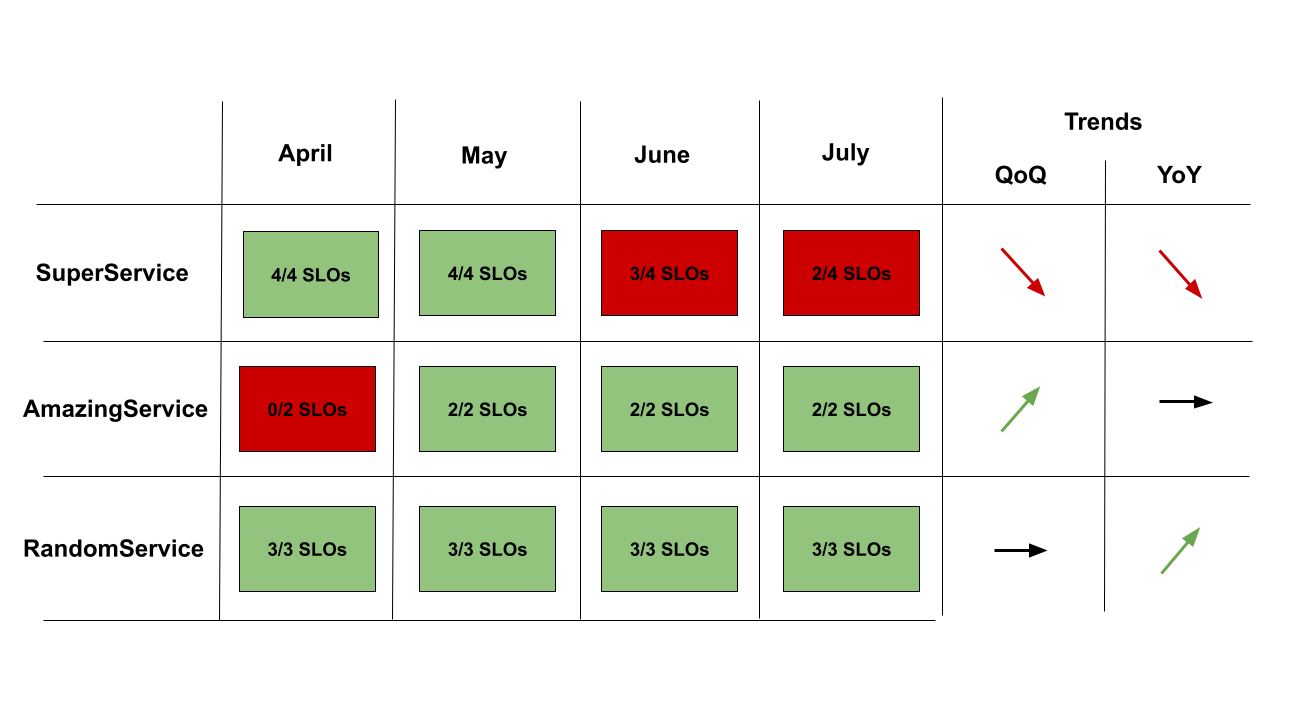 Trends
April
May
June
July
QoQ
YoY
SuperService
4/4 SLOs
4/4 SLOs
3/4 SLOs
2/4 SLOs
AmazingService
0/2 SLOs
2/2 SLOs
2/2 SLOs
2/2 SLOs
RandomService
3/3 SLOs
3/3 SLOs
3/3 SLOs
3/3 SLOs